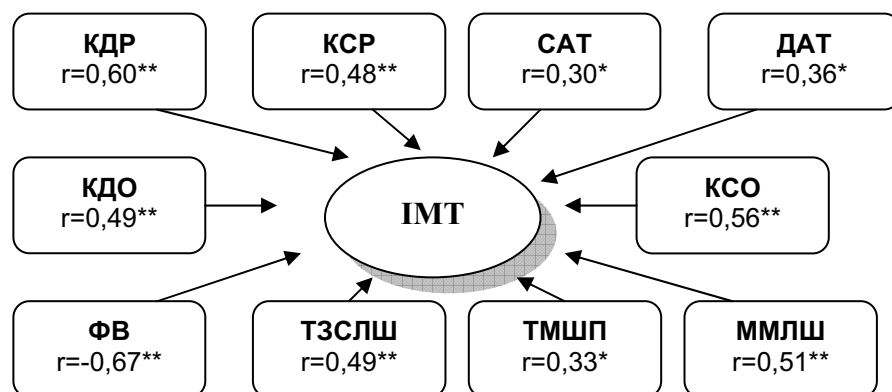 КДР
r=0,60**
КСР
r=0,48**
САТ
r=0,30*
ДАТ
r=0,36*
КДО
r=0,49**
ІМТ
КСО
r=0,56**
ФВ
r=-0,67**
ТЗСЛШ
r=0,49**
ТМШП
r=0,33*
ММЛШ
r=0,51**